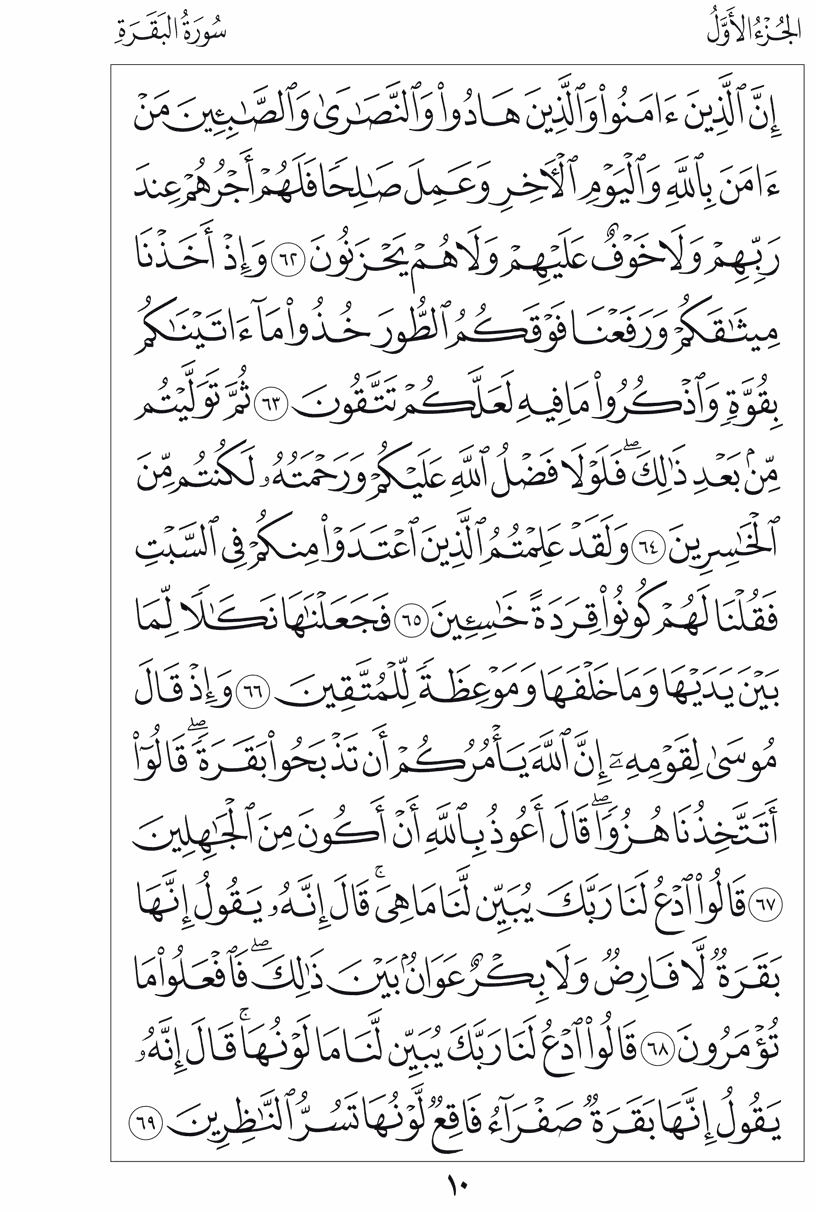 الجُزْءُ الأَوَّلُ
سُورَةُ البَقَرَةِ
إِنَّ ٱلَّذِينَ ءَامَنُوا۟ وَٱلَّذِينَ هَادُوا۟ وَٱلنَّصَٰرَىٰ وَٱلصَّٰبِـِٔينَ مَنْ
ءَامَنَ بِٱللَّهِ وَٱلْيَوْمِ ٱلْـَٔاخِرِ وَعَمِلَ صَٰلِحًا فَلَهُمْ أَجْرُهُمْ عِندَ
رَبِّهِمْ وَلَا خَوْفٌ عَلَيْهِمْ وَلَا هُمْ يَحْزَنُونَ ٦٢ وَإِذْ أَخَذْنَا
مِيثَٰقَكُمْ وَرَفَعْنَا فَوْقَكُمُ ٱلطُّورَ خُذُوا۟ مَآ ءَاتَيْنَٰكُم
بِقُوَّةٍ وَٱذْكُرُوا۟ مَا فِيهِ لَعَلَّكُمْ تَتَّقُونَ ٦٣ ثُمَّ تَوَلَّيْتُم
مِّنۢ بَعْدِ ذَٰلِكَ ۖ فَلَوْلَا فَضْلُ ٱللَّهِ عَلَيْكُمْ وَرَحْمَتُهُۥ لَكُنتُم مِّنَ
ٱلْخَٰسِرِينَ ٦٤ وَلَقَدْ عَلِمْتُمُ ٱلَّذِينَ ٱعْتَدَوْا۟ مِنكُمْ فِى ٱلسَّبْتِ
فَقُلْنَا لَهُمْ كُونُوا۟ قِرَدَةً خَٰسِـِٔينَ ٦٥ فَجَعَلْنَٰهَا نَكَٰلًا لِّمَا
بَيْنَ يَدَيْهَا وَمَا خَلْفَهَا وَمَوْعِظَةً لِّلْمُتَّقِينَ ٦٦ وَإِذْ قَالَ
مُوسَىٰ لِقَوْمِهِۦٓ إِنَّ ٱللَّهَ يَأْمُرُكُمْ أَن تَذْبَحُوا۟ بَقَرَةً ۖ قَالُوٓا۟
أَتَتَّخِذُنَا هُزُوًا ۖ قَالَ أَعُوذُ بِٱللَّهِ أَنْ أَكُونَ مِنَ ٱلْجَٰهِلِينَ
٦٧ قَالُوا۟ ٱدْعُ لَنَا رَبَّكَ يُبَيِّن لَّنَا مَا هِىَ ۚ قَالَ إِنَّهُۥ يَقُولُ إِنَّهَا
بَقَرَةٌ لَّا فَارِضٌ وَلَا بِكْرٌ عَوَانٌۢ بَيْنَ ذَٰلِكَ ۖ فَٱفْعَلُوا۟ مَا
تُؤْمَرُونَ ٦٨ قَالُوا۟ ٱدْعُ لَنَا رَبَّكَ يُبَيِّن لَّنَا مَا لَوْنُهَا ۚ قَالَ إِنَّهُۥ
يَقُولُ إِنَّهَا بَقَرَةٌ صَفْرَآءُ فَاقِعٌ لَّوْنُهَا تَسُرُّ ٱلنَّٰظِرِينَ ٦٩
١٠